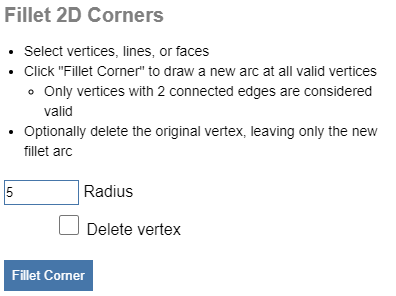 Fillet 2D Corners
Select vertices, lines, or faces
Click "Fillet Corner" to draw a new arc at all valid vertices
Only vertices with 2 connected edges are considered
valid
Optionally delete the original vertex, leaving only the new
fillet arc
5 Radius
Delete vertex
Fillet Corner